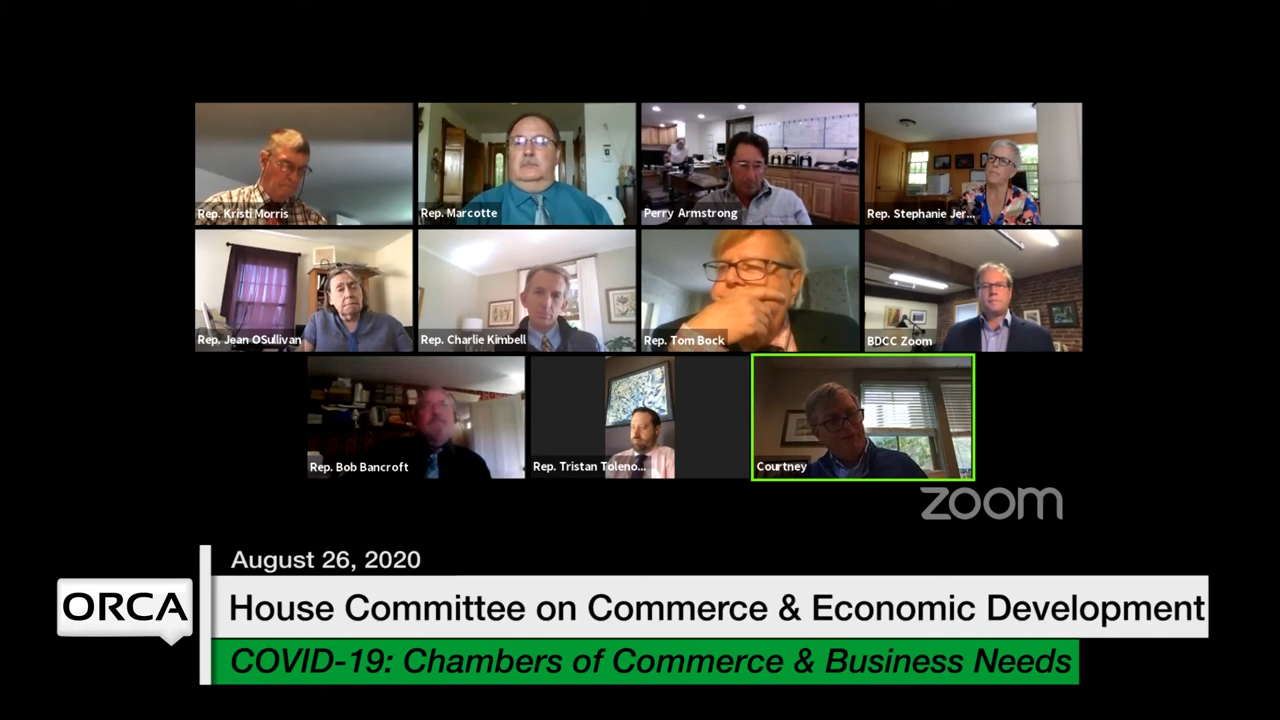 Rep. Kristi Morris
Rep. Marcotte
Perry Armstrong
Rep. Stephanie Jer...
Rep. Jean OSullivan
Rep. Charlie Kimbell
Rep. Tom Bock
BDCC Zoom
Rep. Bob Bancroft
Rep. Tristan Toleno...
Courtney
zoom
August 26, 2020
ORCA
House Committee on Commerce & Economic Development
COVID-19: Chambers of Commerce & Business Needs